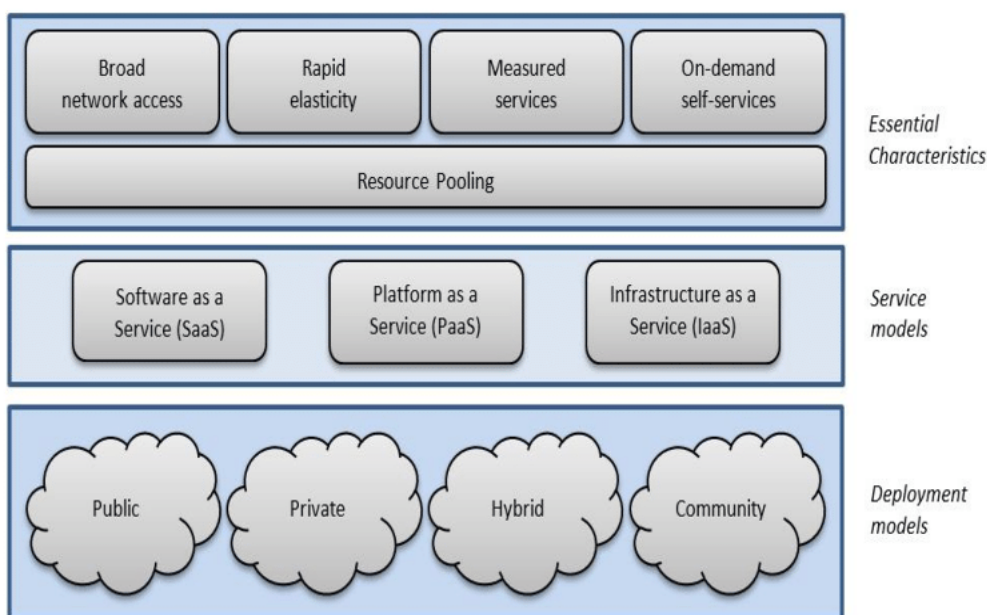 Broad
network access
Rapid
elasticity
Measured
services
On-demand
self-services
Resource Pooling
Essential
Characteristics
Software as a
Service (SaaS)
Platform as a
Service (PaaS)
Infrastructure as a
Service (IaaS)
Service
models
Public
Private
Hybrid
Community
Deployment
models